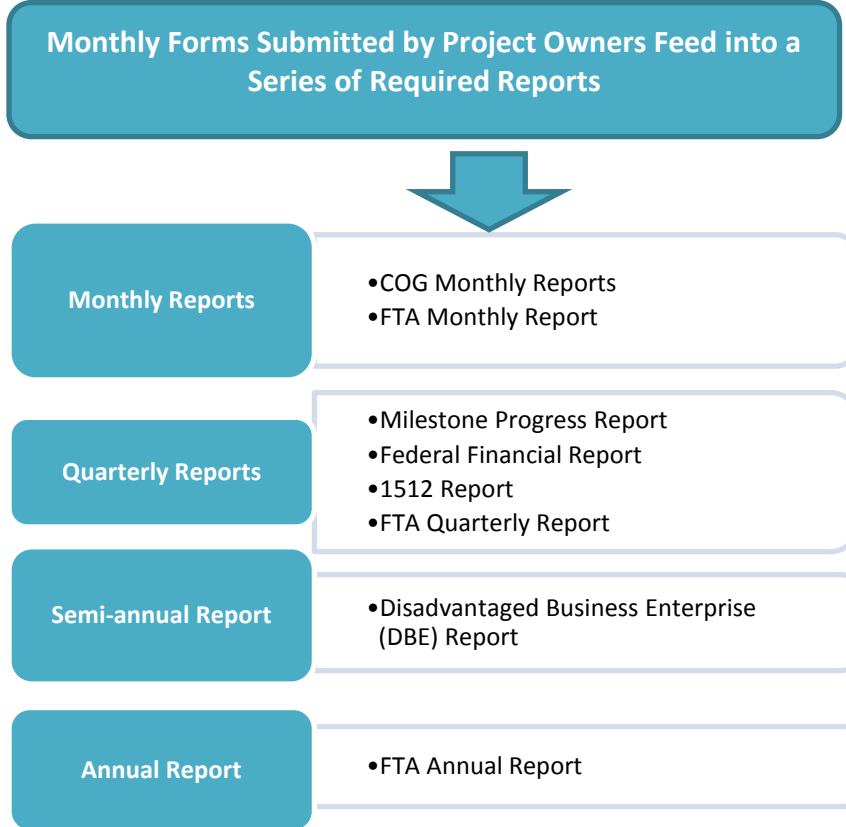 Monthly Forms Submitted by Project Owners Feed into a
Series of Required Reports
Monthly Reports
•COG Monthly Reports
•FTA Monthly Report
Quarterly Reports
•Milestone Progress Report
•Federal Financial Report
•1512 Report
•FTA Quarterly Report
Semi-annual Report
•Disadvantaged Business Enterprise
(DBE) Report
Annual Report
•FTA Annual Report